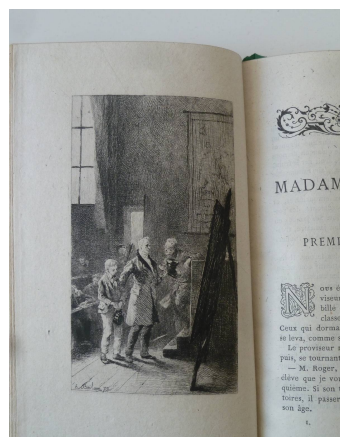 MADAM
PREMI
Nous é
viseur
bille
classe
Ceux qui dorma
se leva, comme s
Le proviseur n
puis, se tournant
— M. Roger,
élève que je vou
quième. Si son t
toires, il passer
son âge.
1.